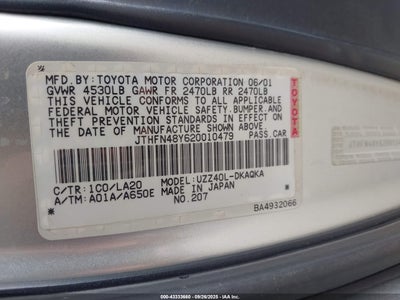 MFD. BY: TOYOTA MOTOR CORPORATION 06/01
GVWR 4530LB GAWR FR 2470LB RR 2470LB
THIS VEHICLE CONFORMS TO ALL APPLICABLE
FEDERAL MOTOR VEHICLE SAFETY,BUMPER,AND
THEFT PREVENTION STANDARDS IN EFFECT ON
THE DATE OF MANUFACTURE SHOWN ABOVE.
JTHFN48Y620010479 PASS.CAR
TOYOTA
C/TR: 1C0/LA20 MODEL: UZZ40L-DKAQKA
A/TM: A01A/A650E MADE IN JAPAN
NO.207
BA4932066
000-43333660 - 09/26/2025 - IAAI